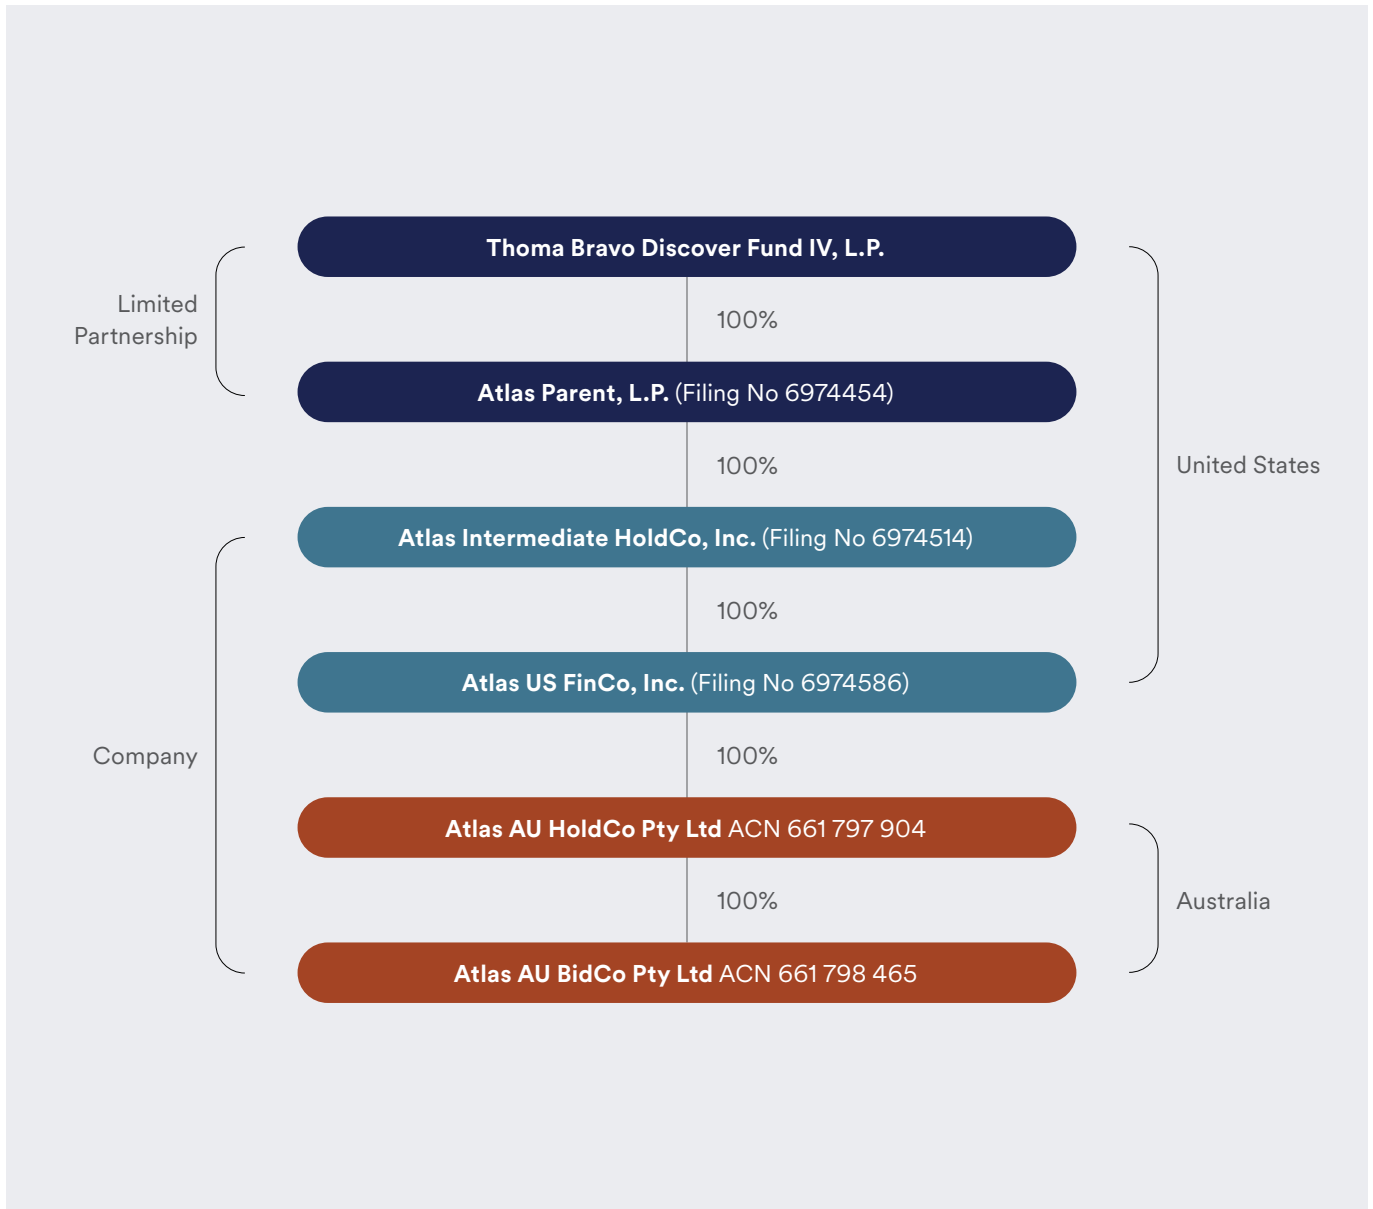 Thoma Bravo Discover Fund IV, L.P.
Limited
Partnership
100%
Atlas Parent, L.P. (Filing No 6974454)
100%
United States
Atlas Intermediate HoldCo, Inc. (Filing No 6974514)
100%
Atlas US FinCo, Inc. (Filing No 6974586)
Company
100%
Atlas AU HoldCo Pty Ltd ACN 661 797 904
100%
Australia
Atlas AU BidCo Pty Ltd ACN 661 798 465